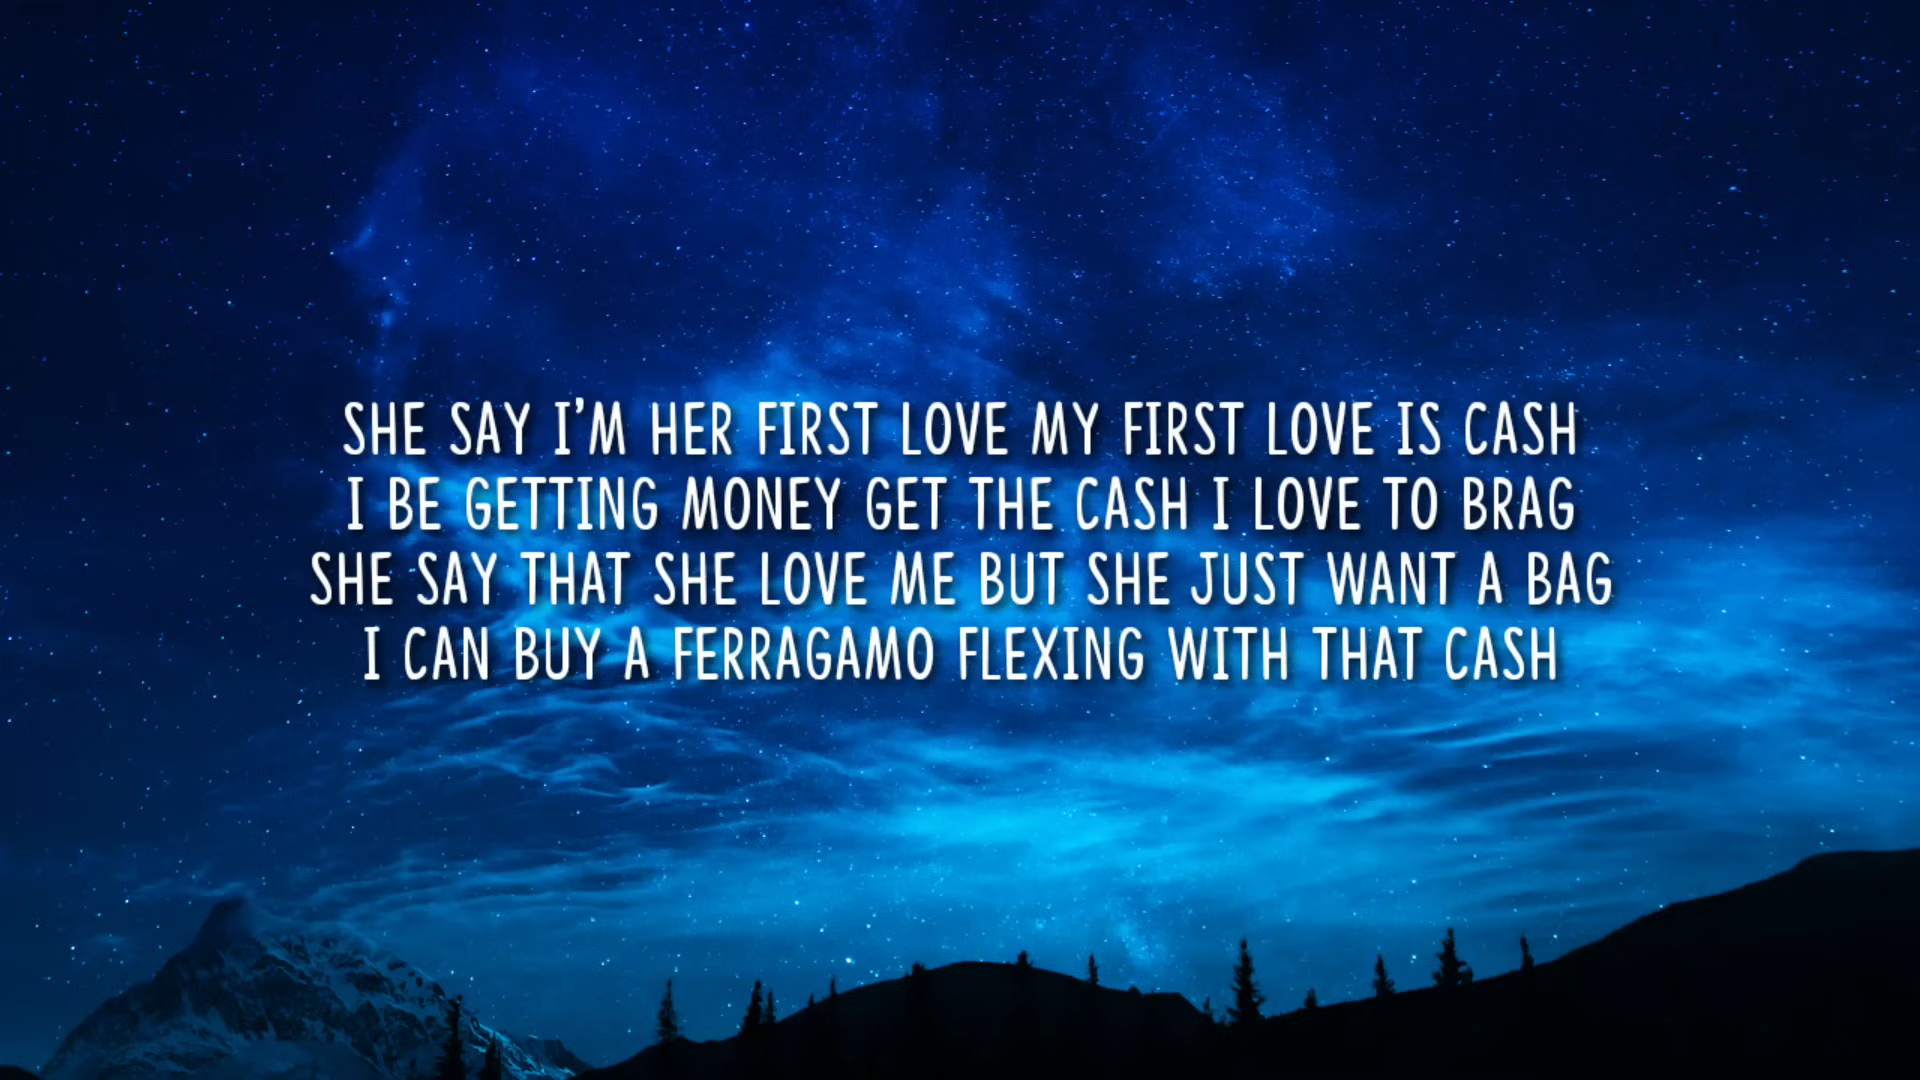 SHE SAY I'M HER FIRST LOVE MY FIRST LOVE IS CASH
I BE GETTING MONEY GET THE CASH I LOVE TO BRAG
SHE SAY THAT SHE LOVE ME BUT SHE JUST WANT A BAG
I CAN BUY A FERRAGAMO FLEXING WITH THAT CASH